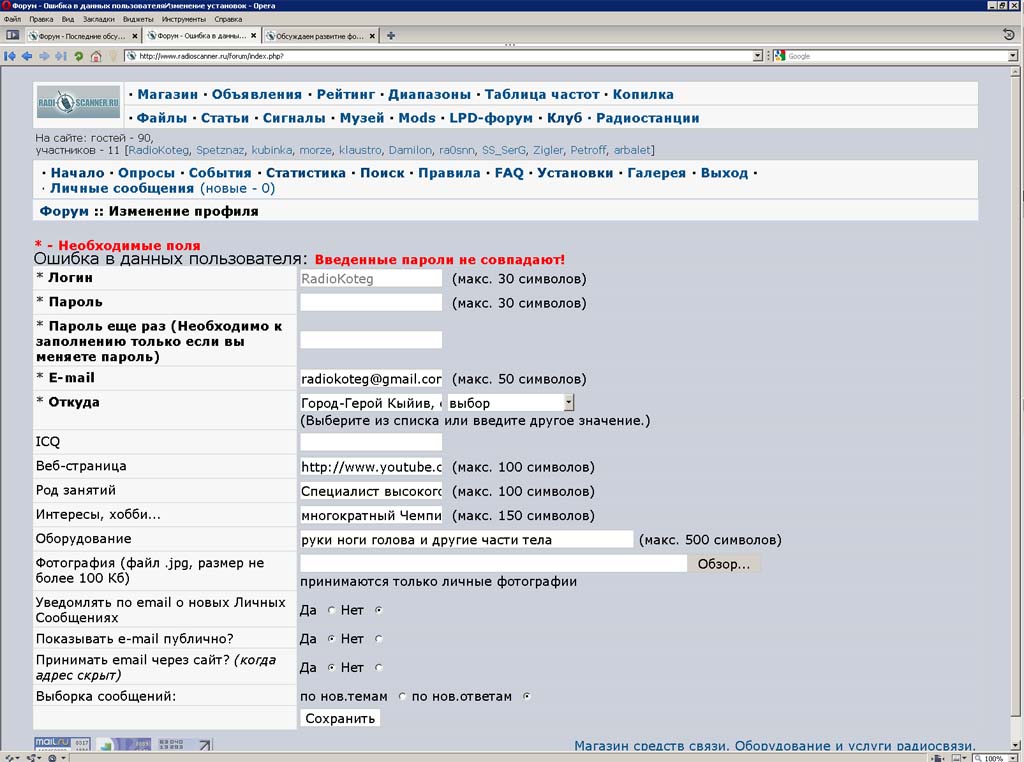 Форум - Ошибка в данных пользователяИзменение установок - Opera
Файл Правка Вид Закладки Виджеты Инструменты Справка
Форум - Последние обсу... Форум - Ошибка в данны... Обсуждаем развитие фо...
http://www.radioscanner.ru/forum/index.php? Google
RADI SCANNER.RU
· Магазин · Объявления · Рейтинг · Диапазоны · Таблица частот · Копилка
· Файлы · Статьи · Сигналы · Музей · Mods · LPD-форум · Клуб · Радиостанции
На сайте: гостей - 90,
участников - 11 [RadioKoteg, Spetznaz, kubinka, morze, klaustro, Damilon, ra0snn, SS_SerG, Zigler, Petroff, arbalet]
· Начало · Опросы · События · Статистика · Поиск · Правила · FAQ · Установки · Галерея · Выход ·
· Личные сообщения (новые - 0)
Форум :: Изменение профиля
* - Необходимые поля
Ошибка в данных пользователя: Введенные пароли не совпадают!
* Логин RadioKoteg (макс. 30 символов)
* Пароль (макс. 30 символов)
* Пароль еще раз (Необходимо к
заполнению только если вы
меняете пароль)
* E-mail radiokoteg@gmail.cor (макс. 50 символов)
* Откуда Город-Герой Кыйив, выбор
(Выберите из списка или введите другое значение.)
ICQ
Веб-страница http://www.youtube.c (макс. 100 символов)
Род занятий Специалист высокого (макс. 100 символов)
Интересы, хобби... многократный Чемпи (макс. 150 символов)
Оборудование руки ноги голова и другие части тела (макс. 500 символов)
Фотография (файл .jpg, размер не
более 100 Кб) Обзор...
принимаются только личные фотографии
Уведомлять по email о новых Личных
Сообщениях Да Нет
Показывать e-mail публично? Да Нет
Принимать email через сайт? (когда
адрес скрыт) Да Нет
Выборка сообщений: по нов.темам по нов.ответам
Сохранить
mail.ru
Магазин средств связи. Оборудование и услуги радиосвязи.
100%